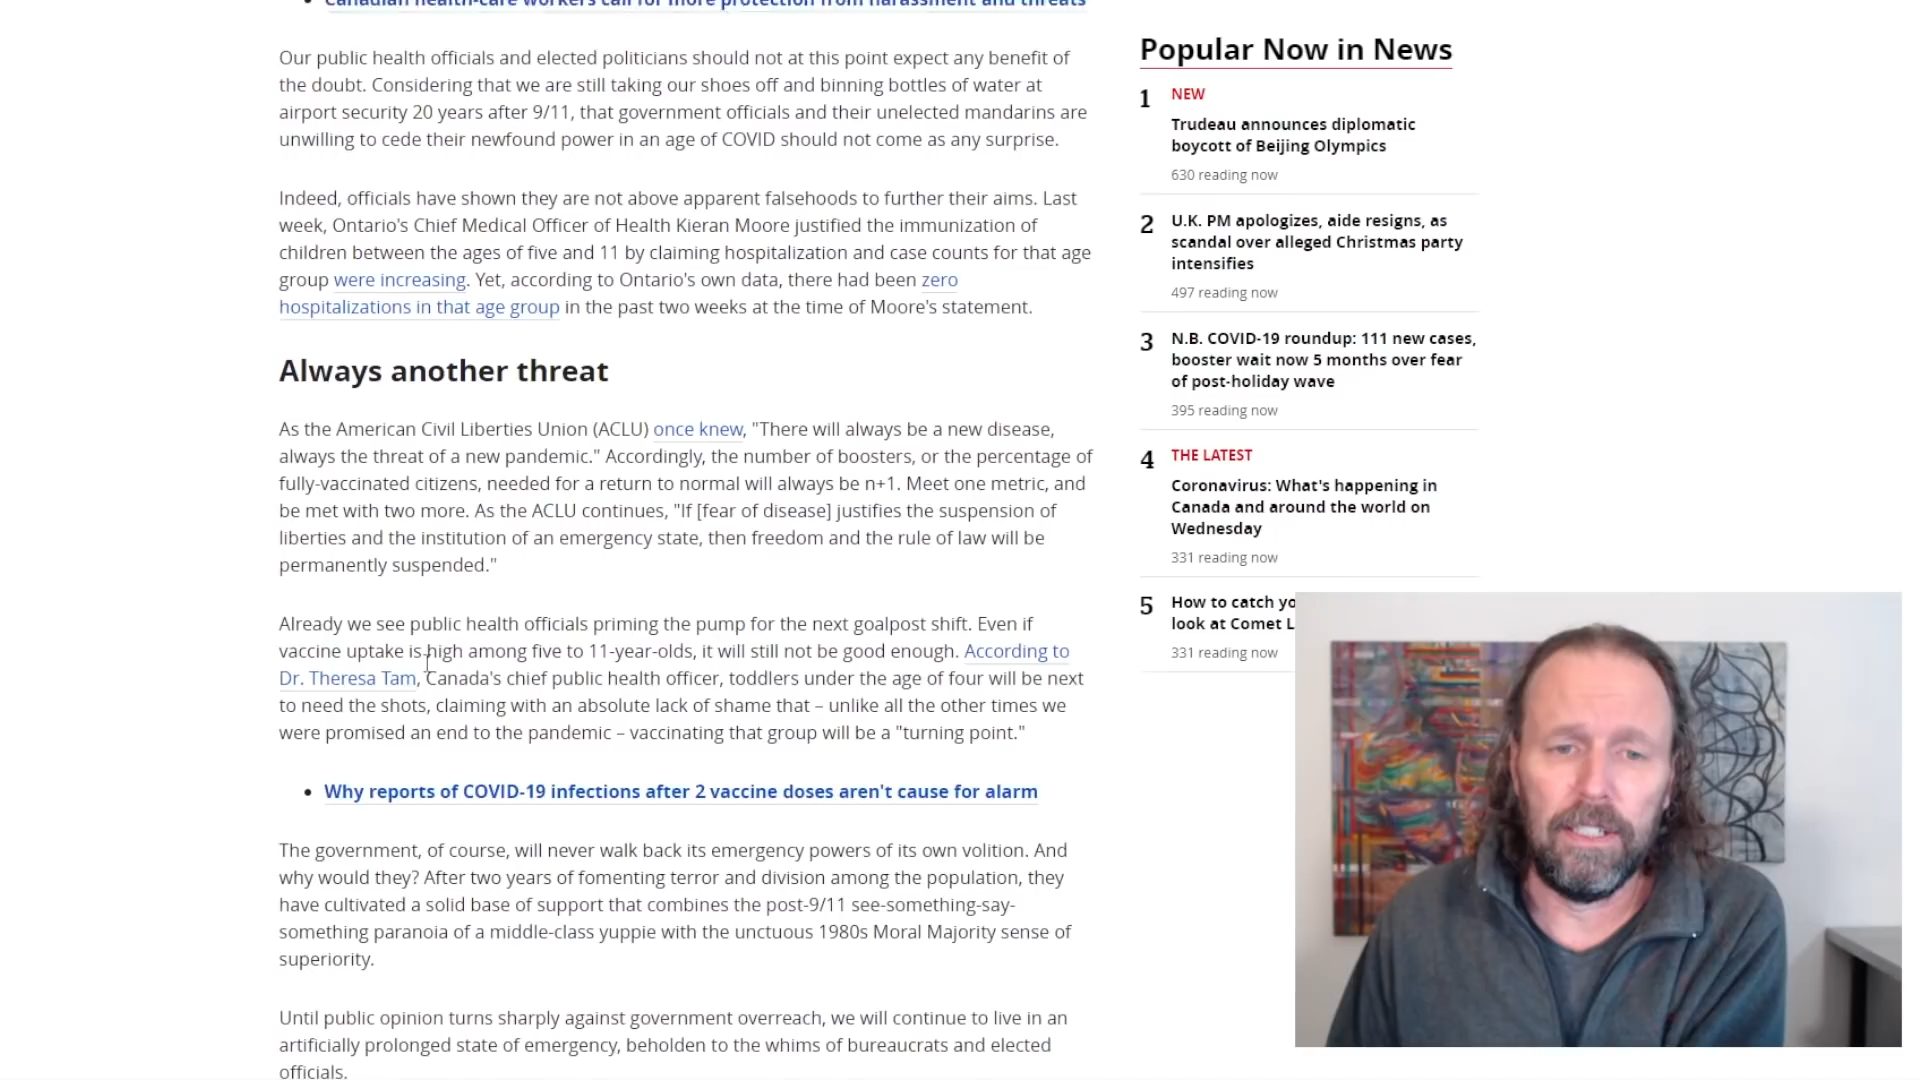 Canadian health-care workers call for more protection from harassment and threats
Our public health officials and elected politicians should not at this point expect any benefit of
the doubt. Considering that we are still taking our shoes off and binning bottles of water at
airport security 20 years after 9/11, that government officials and their unelected mandarins are
unwilling to cede their newfound power in an age of COVID should not come as any surprise.
Indeed, officials have shown they are not above apparent falsehoods to further their aims. Last
week, Ontario's Chief Medical Officer of Health Kieran Moore justified the immunization of
children between the ages of five and 11 by claiming hospitalization and case counts for that age
group were increasing. Yet, according to Ontario's own data, there had been zero
hospitalizations in that age group in the past two weeks at the time of Moore's statement.
Always another threat
As the American Civil Liberties Union (ACLU) once knew, "There will always be a new disease,
always the threat of a new pandemic." Accordingly, the number of boosters, or the percentage of
fully-vaccinated citizens, needed for a return to normal will always be n+1. Meet one metric, and
be met with two more. As the ACLU continues, "If [fear of disease] justifies the suspension of
liberties and the institution of an emergency state, then freedom and the rule of law will be
permanently suspended."
Already we see public health officials priming the pump for the next goalpost shift. Even if
vaccine uptake is high among five to 11-year-olds, it will still not be good enough. According to
Dr. Theresa Tam, Canada's chief public health officer, toddlers under the age of four will be next
to need the shots, claiming with an absolute lack of shame that – unlike all the other times we
were promised an end to the pandemic – vaccinating that group will be a "turning point."
• Why reports of COVID-19 infections after 2 vaccine doses aren't cause for alarm
The government, of course, will never walk back its emergency powers of its own volition. And
why would they? After two years of fomenting terror and division among the population, they
have cultivated a solid base of support that combines the post-9/11 see-something-say-
something paranoia of a middle-class yuppie with the unctuous 1980s Moral Majority sense of
superiority.
Until public opinion turns sharply against government overreach, we will continue to live in an
artificially prolonged state of emergency, beholden to the whims of bureaucrats and elected
officials.
Popular Now in News
1 NEW
Trudeau announces diplomatic
boycott of Beijing Olympics
630 reading now
2 U.K. PM apologizes, aide resigns, as
scandal over alleged Christmas party
intensifies
497 reading now
3 N.B. COVID-19 roundup: 111 new cases,
booster wait now 5 months over fear
of post-holiday wave
395 reading now
4 THE LATEST
Coronavirus: What's happening in
Canada and around the world on
Wednesday
331 reading now
5 How to catch yo
look at Comet L
331 reading now